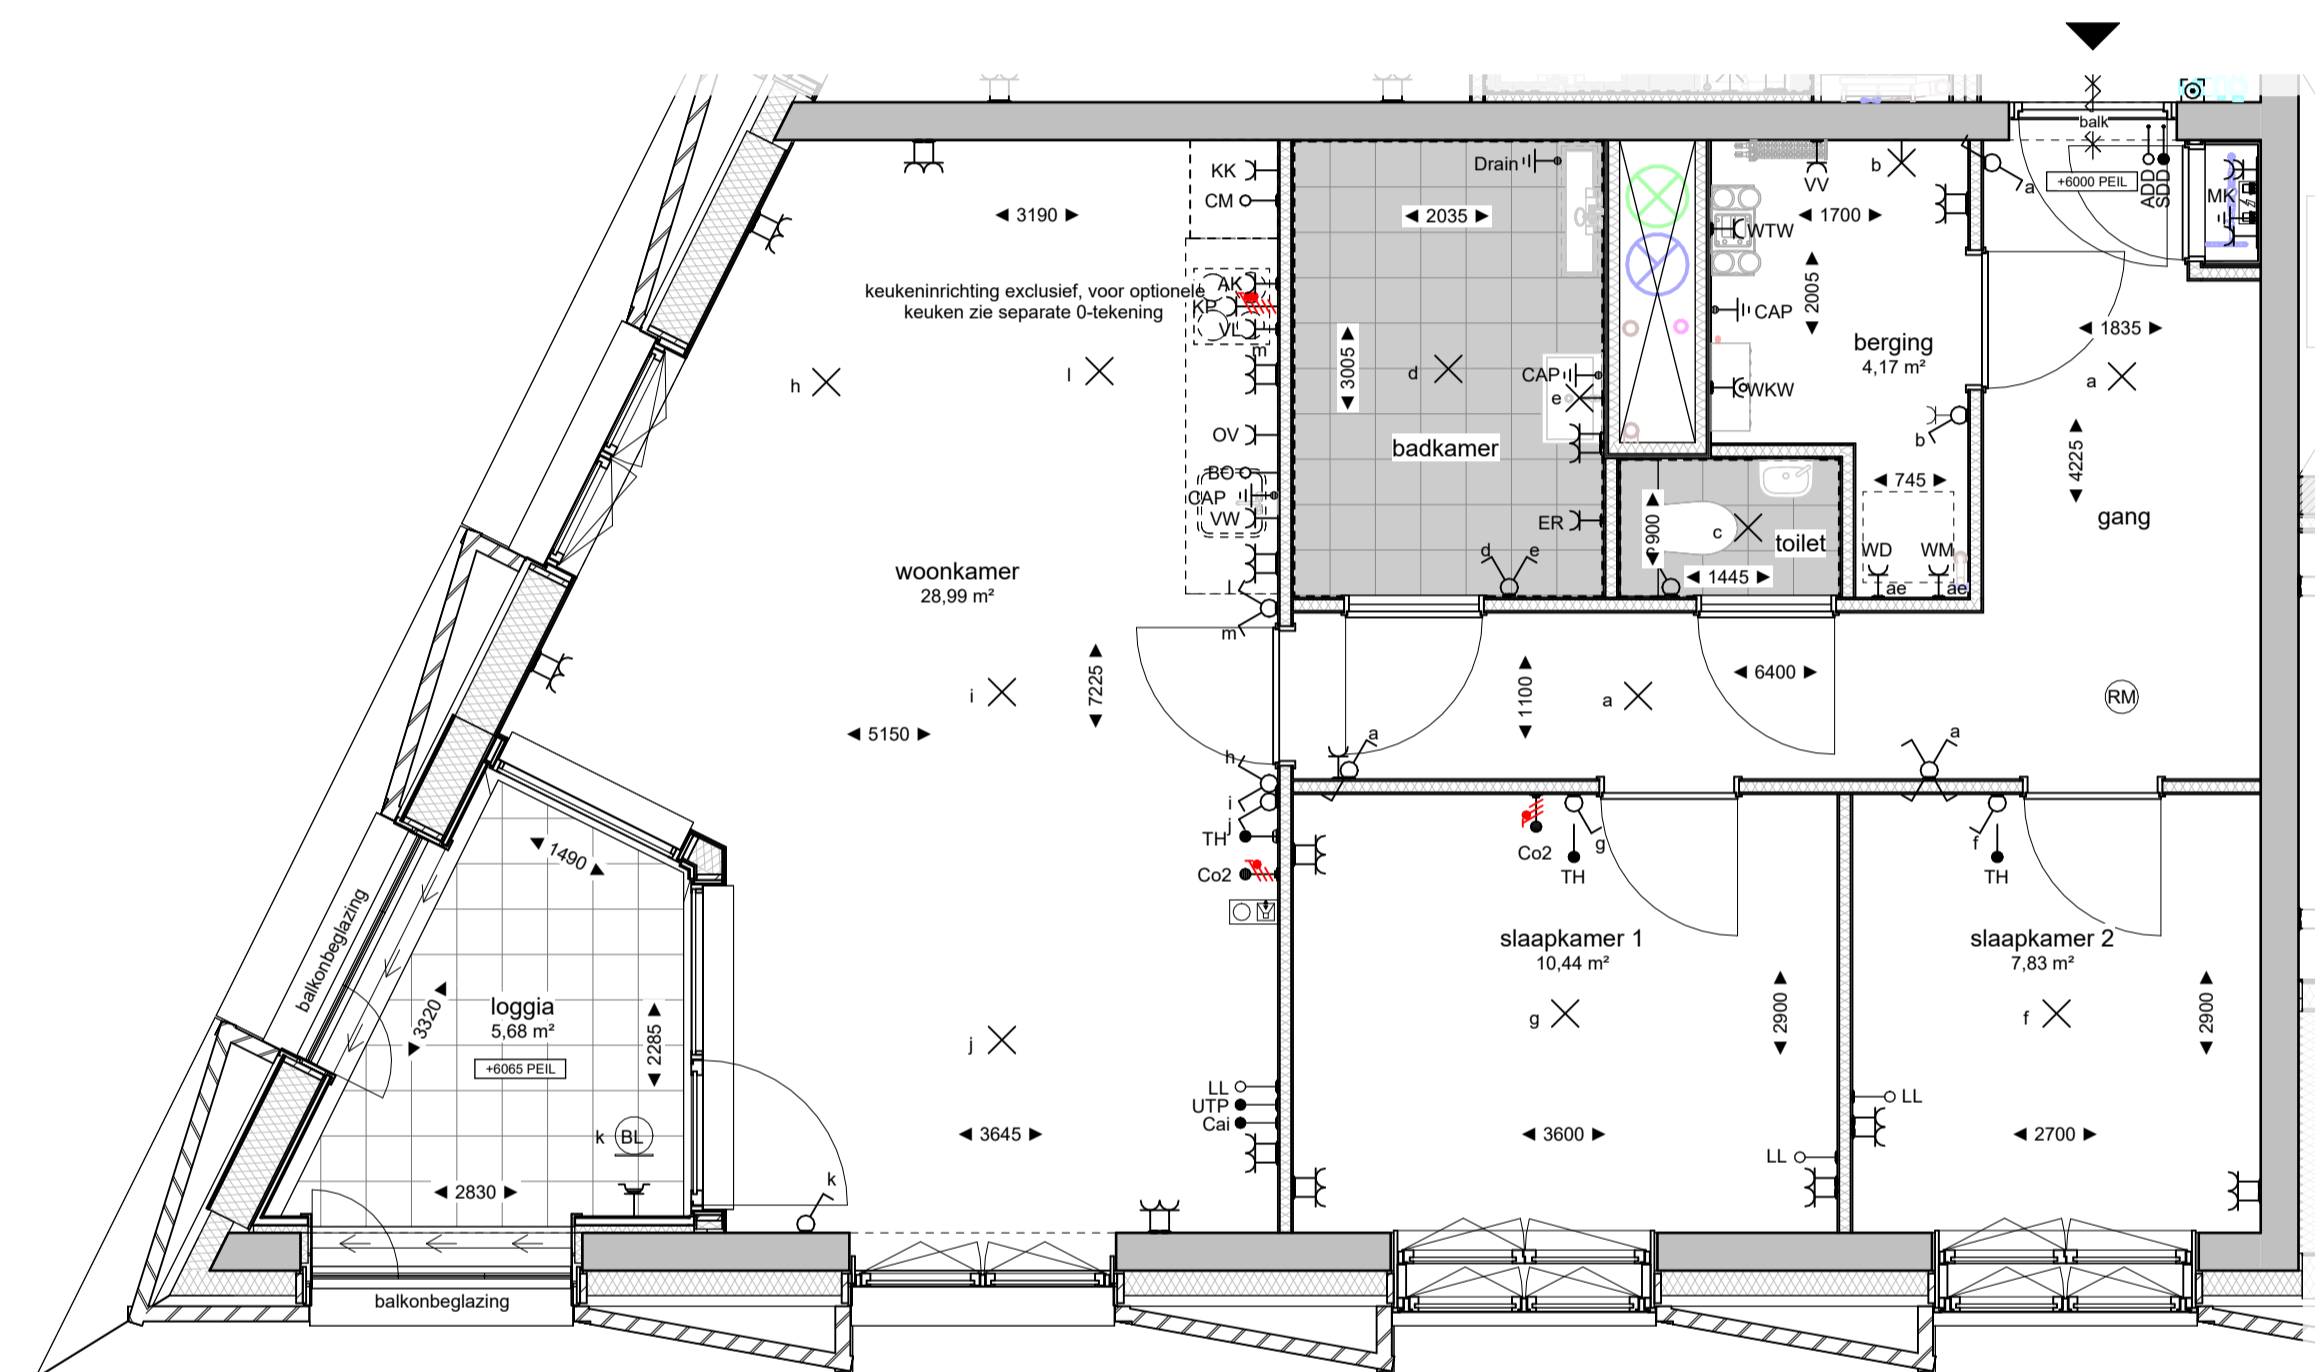 balk
+6000 PEIL
ADD
SDD
MK
a
b
VV
1700
WTW
2005
CAP
berging
4,17 m²
WKW
b
745
WD
WM
ae
ae
1835
a
4225
gang
Drain
2035
3005
d
CAP
e
badkamer
ER
d
e
900
c
toilet
1445
KK
CM
3190
keukeninrichting exclusief, voor optionele
keuken zie separate 0-tekening
AK
KP
VL
m
h
l
OV
BO
CAP
VW
woonkamer
28,99 m²
l
m
7225
i
5150
1100
a
6400
RM
a
a
h
i
j
TH
Co2
Co2
TH
g
f
TH
1490
balkonbeglazing
3320
loggia
5,68 m²
+6065 PEIL
2285
k
BL
2830
k
j
3645
LL
UTP
Cai
slaapkamer 1
10,44 m²
g
2900
3600
LL
slaapkamer 2
7,83 m²
f
2900
LL
2700
balkonbeglazing